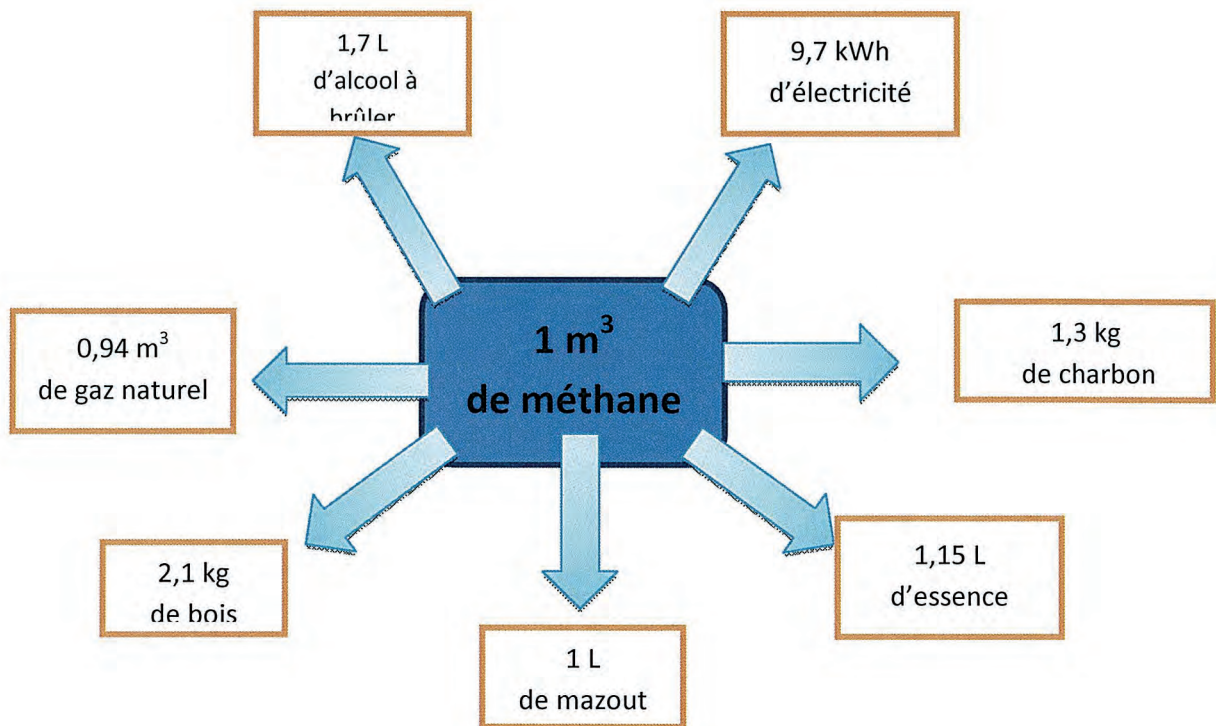 1,7 L
d'alcool à
brûler
9,7 kWh
d'électricité
0,94 m³
de gaz naturel
1 m³
de méthane
1,3 kg
de charbon
2,1 kg
de bois
1 L
de mazout
1,15 L
d'essence